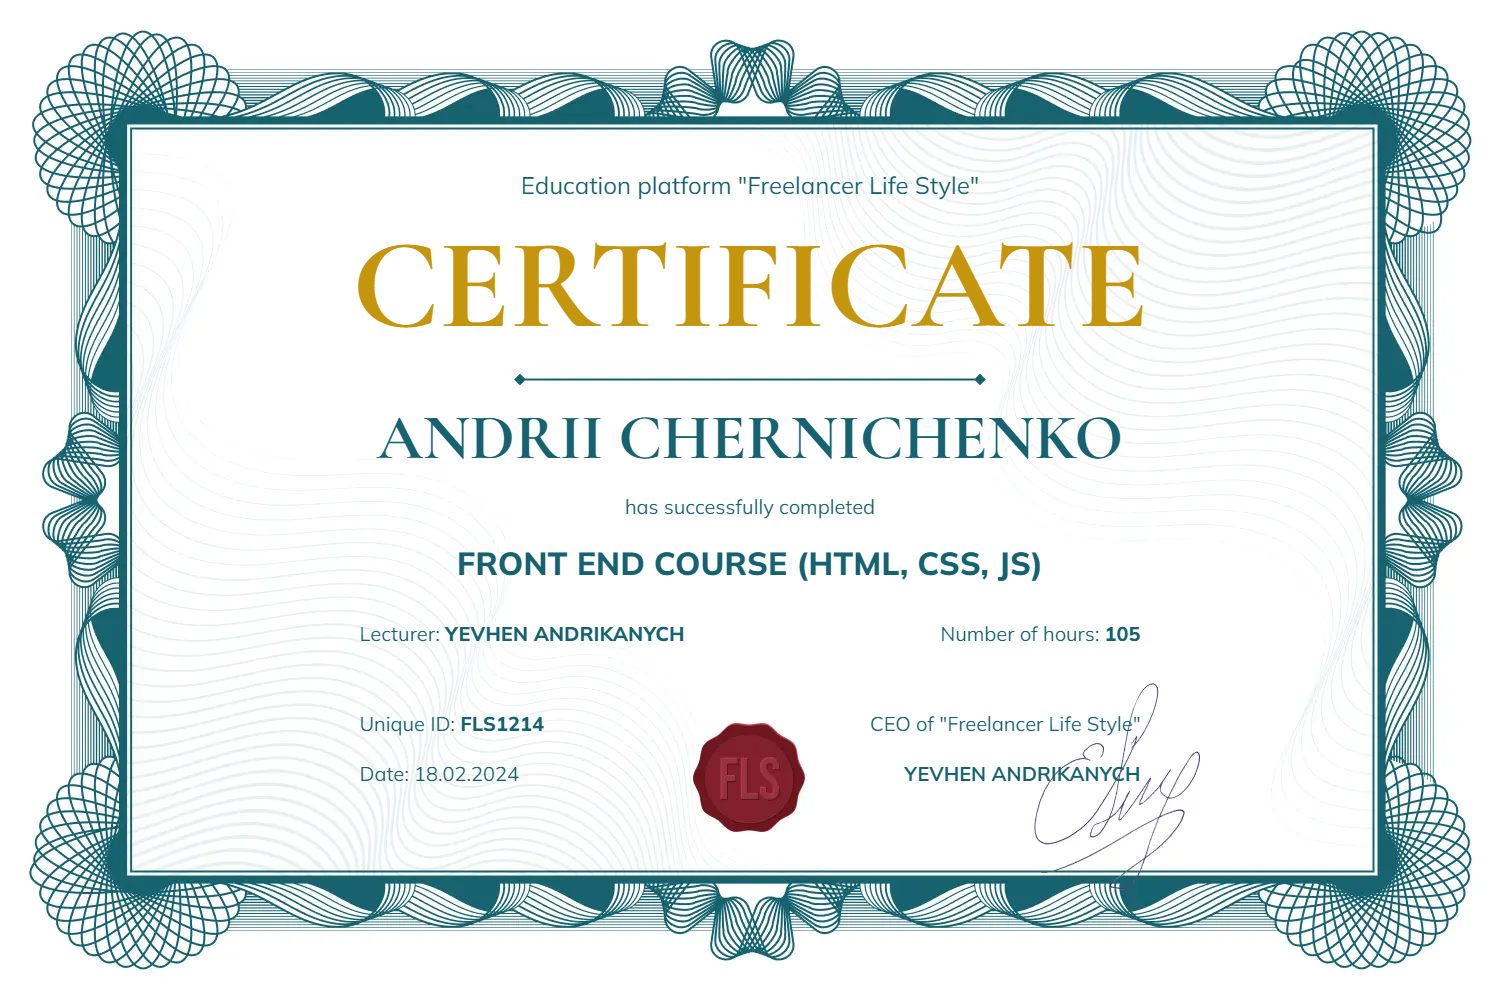 Education platform "Freelancer Life Style"
CERTIFICATE
ANDRII CHERNICHENKO
has successfully completed
FRONT END COURSE (HTML, CSS, JS)
Lecturer: YEVHEN ANDRIKANYCH
Number of hours: 105
Unique ID: FLS1214
CEO of "Freelancer Life Style"
Date: 18.02.2024
FLS
YEVHEN ANDRIKANYCH